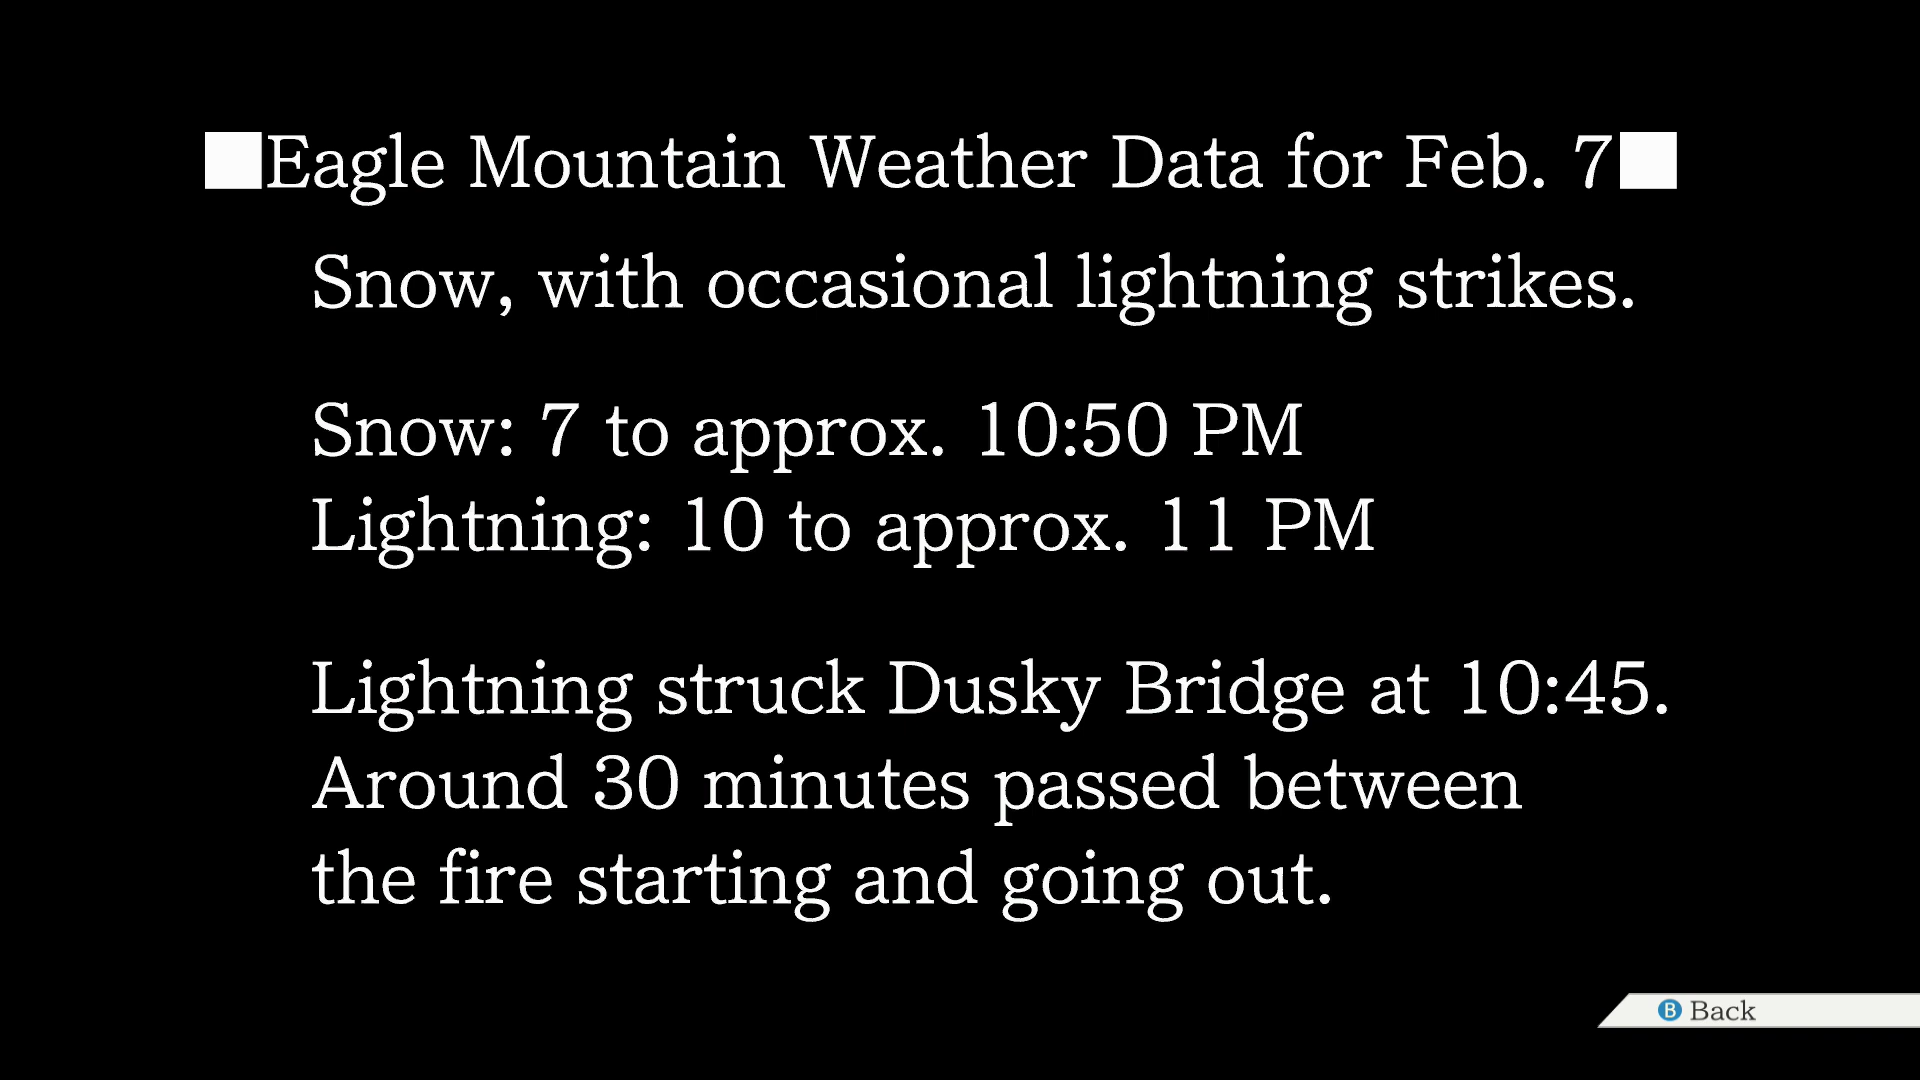 ■Eagle Mountain Weather Data for Feb. 7■
Snow, with occasional lightning strikes.
Snow: 7 to approx. 10:50 PM
Lightning: 10 to approx. 11 PM
Lightning struck Dusky Bridge at 10:45.
Around 30 minutes passed between
the fire starting and going out.
B Back